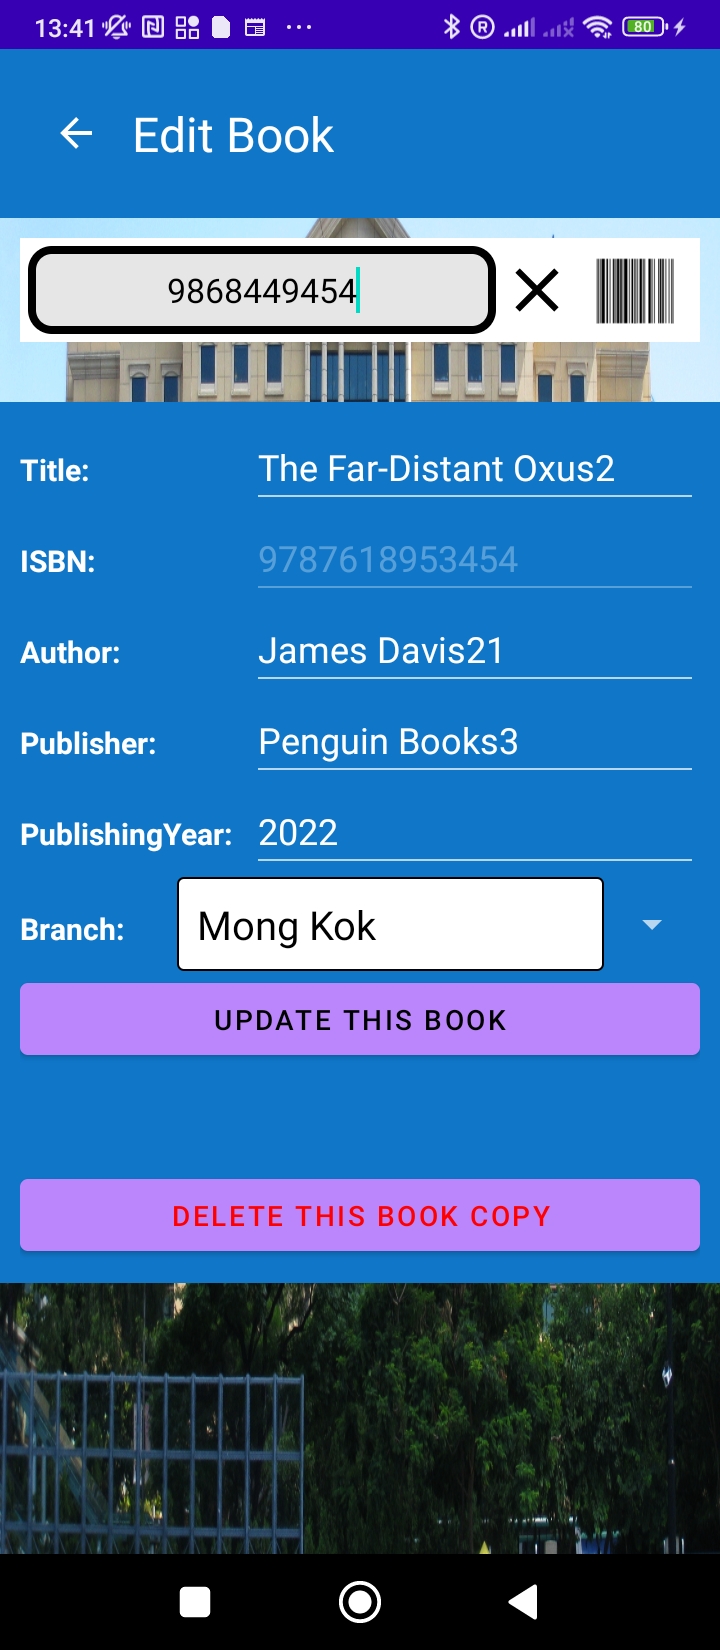 13:41
80
Edit Book
9868449454
Title: The Far-Distant Oxus2
ISBN: 9787618953454
Author: James Davis21
Publisher: Penguin Books3
PublishingYear: 2022
Branch: Mong Kok
UPDATE THIS BOOK
DELETE THIS BOOK COPY